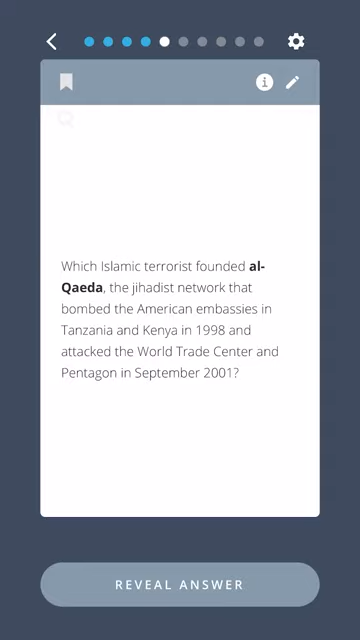 Which Islamic terrorist founded al-
Qaeda, the jihadist network that
bombed the American embassies in
Tanzania and Kenya in 1998 and
attacked the World Trade Center and
Pentagon in September 2001?
REVEAL ANSWER